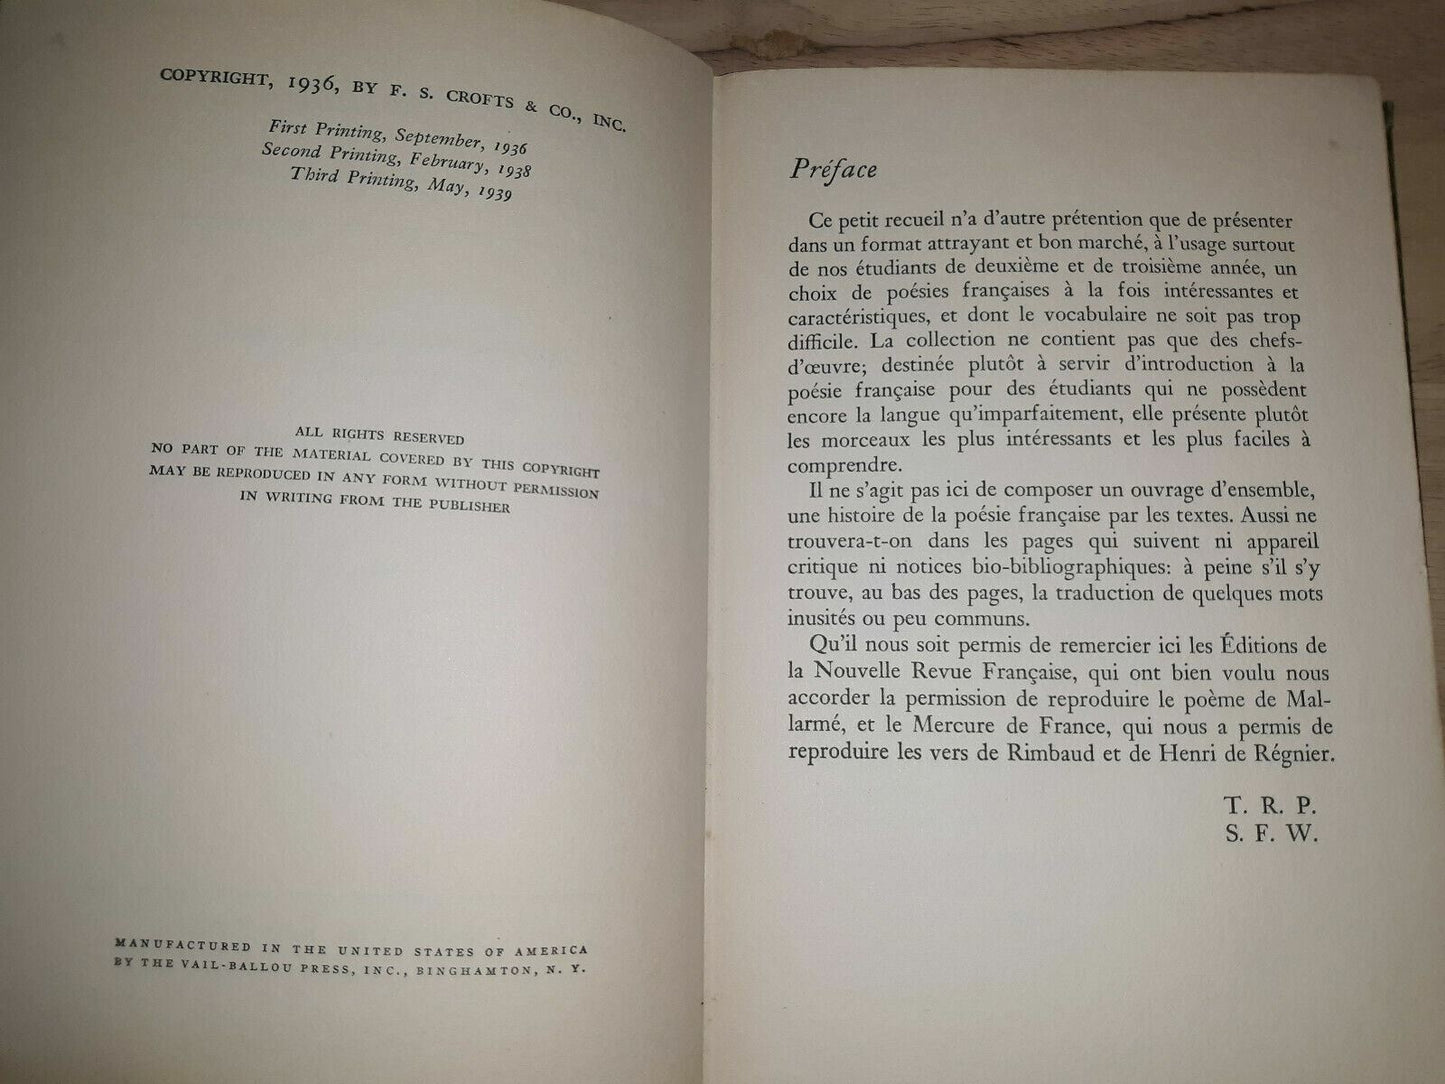 COPYRIGHT, 1936, BY F. S. CROFTS & CO., INC.
First Printing, September, 1936
Second Printing, February, 1938
Third Printing, May, 1939
ALL RIGHTS RESERVED
NO PART OF THE MATERIAL COVERED BY THIS COPYRIGHT
MAY BE REPRODUCED IN ANY FORM WITHOUT PERMISSION
IN WRITING FROM THE PUBLISHER
MANUFACTURED IN THE UNITED STATES OF AMERICA
BY THE VAIL-BALLOU PRESS, INC., BINGHAMTON, N. Y.
Préface
Ce petit recueil n'a d'autre prétention que de présenter
dans un format attrayant et bon marché, à l'usage surtout
de nos étudiants de deuxième et de troisième année, un
choix de poésies françaises à la fois intéressantes et
caractéristiques, et dont le vocabulaire ne soit pas trop
difficile. La collection ne contient pas que des chefs-
d'œuvre; destinée plutôt à servir d'introduction à la
poésie française pour des étudiants qui ne possèdent
encore la langue qu'imparfaitement, elle présente plutôt
les morceaux les plus intéressants et les plus faciles à
comprendre.
Il ne s'agit pas ici de composer un ouvrage d'ensemble,
une histoire de la poésie française par les textes. Aussi ne
trouvera-t-on dans les pages qui suivent ni appareil
critique ni notices bio-bibliographiques: à peine s'il s'y
trouve, au bas des pages, la traduction de quelques mots
inusités ou peu communs.
Qu'il nous soit permis de remercier ici les Éditions de
la Nouvelle Revue Française, qui ont bien voulu nous
accorder la permission de reproduire le poème de Mal-
larmé, et le Mercure de France, qui nous a permis de
reproduire les vers de Rimbaud et de Henri de Régnier.
T. R. P.
S. F. W.